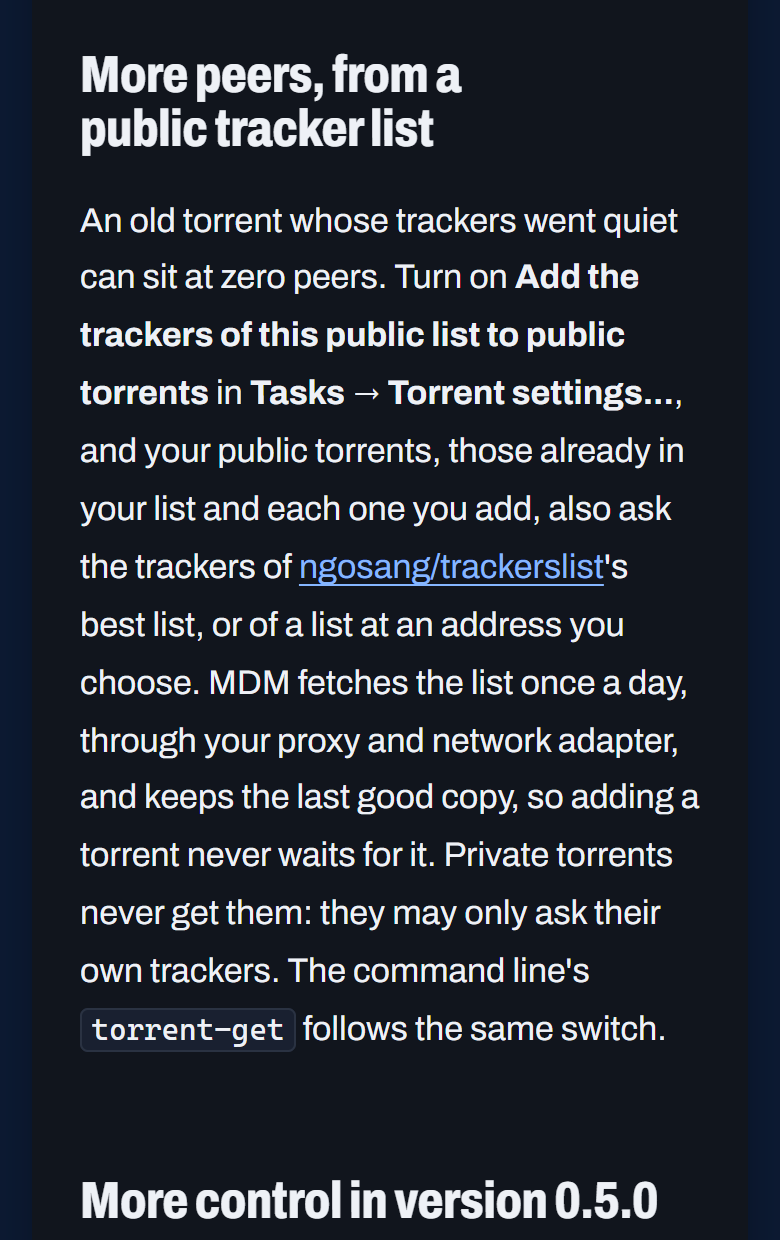 More peers, from a
public tracker list
An old torrent whose trackers went quiet
can sit at zero peers. Turn on Add the
trackers of this public list to public
torrents in Tasks → Torrent settings...,
and your public torrents, those already in
your list and each one you add, also ask
the trackers of ngosang/trackerslist's
best list, or of a list at an address you
choose. MDM fetches the list once a day,
through your proxy and network adapter,
and keeps the last good copy, so adding a
torrent never waits for it. Private torrents
never get them: they may only ask their
own trackers. The command line's
torrent-get follows the same switch.
More control in version 0.5.0